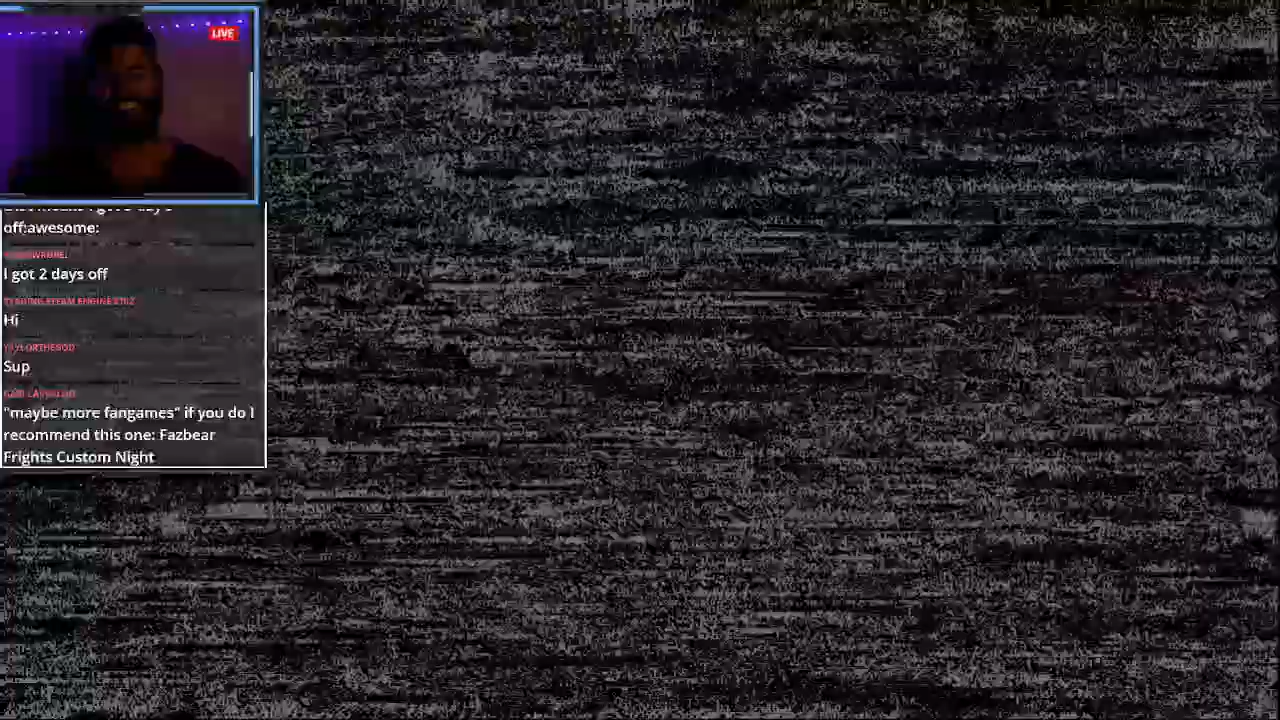 LIVE
off:awesome:
I got 2 days off
Hi
YAYLORTHEGOD
Sup
"maybe more fangames" if you do I
recommend this one: Fazbear
Frights Custom Night